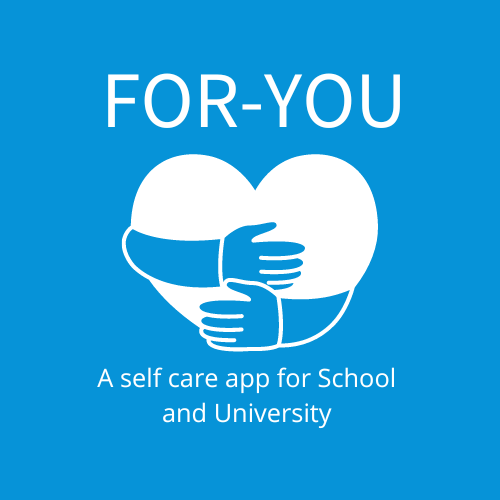 FOR-YOU
A self care app for School
and University